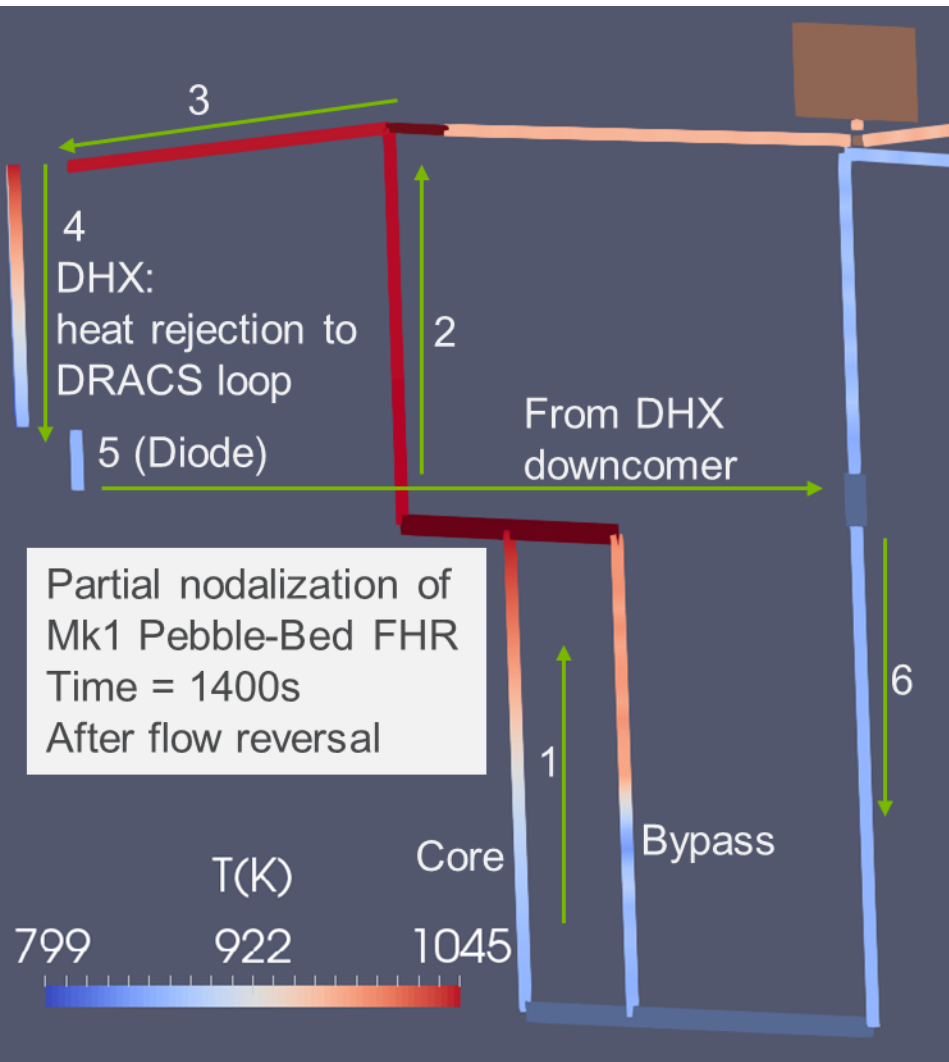 3
4
DHX:
heat rejection to
DRACS loop
2
From DHX
downcomer
5 (Diode)
Partial nodalization of
Mk1 Pebble-Bed FHR
Time = 1400s
After flow reversal
6
1
Bypass
Core
T(K)
799 922 1045